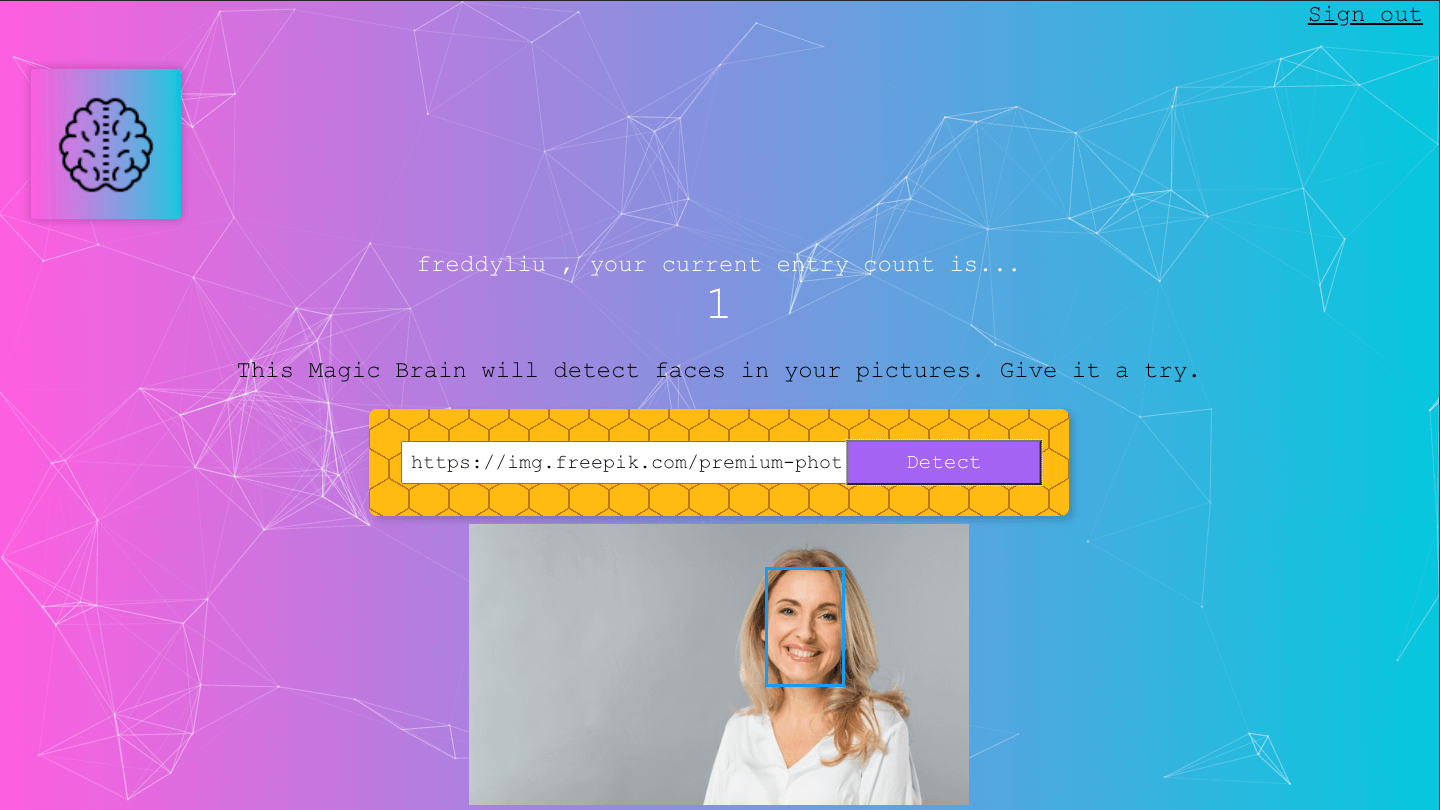 Sign out
freddyliu , your current entry count is...
1
This Magic Brain will detect faces in your pictures. Give it a try.
https://img.freepik.com/premium-phot
Detect